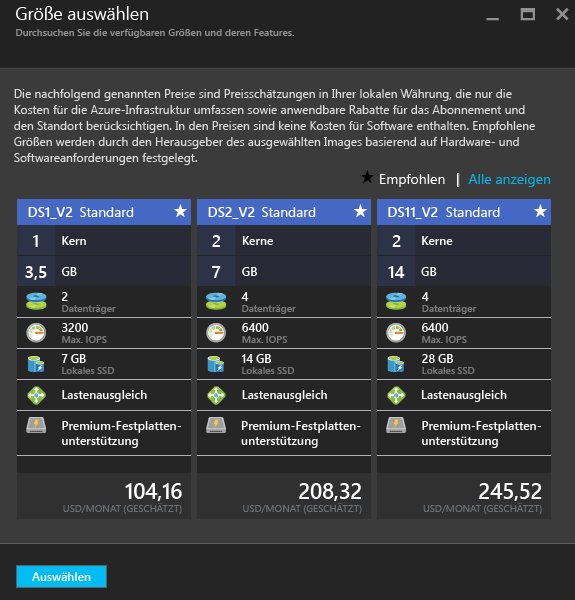 Größe auswählen
Durchsuchen Sie die verfügbaren Größen und deren Features.
Die nachfolgend genannten Preise sind Preisschätzungen in Ihrer lokalen Währung, die nur die
Kosten für die Azure-Infrastruktur umfassen sowie anwendbare Rabatte für das Abonnement und
den Standort berücksichtigen. In den Preisen sind keine Kosten für Software enthalten. Empfohlene
Größen werden durch den Herausgeber des ausgewählten Images basierend auf Hardware- und
Softwareanforderungen festgelegt.
★ Empfohlen | Alle anzeigen
DS1_V2 Standard ★
1 Kern
3,5 GB
2
Datenträger
3200
Max. IOPS
7 GB
Lokales SSD
Lastenausgleich
Premium-Festplatten-
unterstützung
104,16
USD/MONAT (GESCHÄTZT)
DS2_V2 Standard ★
2 Kerne
7 GB
4
Datenträger
6400
Max. IOPS
14 GB
Lokales SSD
Lastenausgleich
Premium-Festplatten-
unterstützung
208,32
USD/MONAT (GESCHÄTZT)
DS11_V2 Standard ★
2 Kerne
14 GB
4
Datenträger
6400
Max. IOPS
28 GB
Lokales SSD
Lastenausgleich
Premium-Festplatten-
unterstützung
245,52
USD/MONAT (GESCHÄTZT)
Auswählen